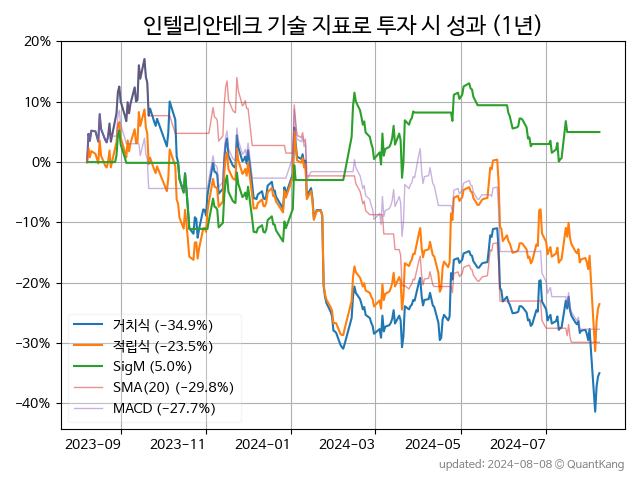 인텔리안테크 기술 지표로 투자 시 성과 (1년)
20%
10%
0%
−10%
−20%
−30%
−40%
거치식 (−34.9%)
적립식 (−23.5%)
SigM (5.0%)
SMA(20) (−29.8%)
MACD (−27.7%)
2023-09 2023-11 2024-01 2024-03 2024-05 2024-07
updated: 2024-08-08 © QuantKang